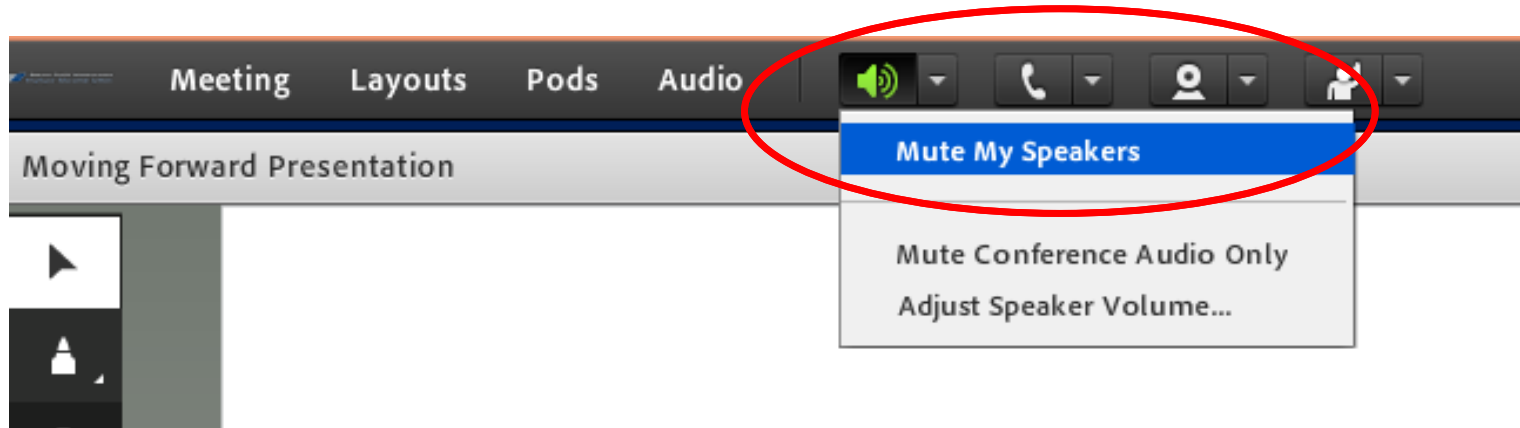 Meeting Layouts Pods Audio
Moving Forward Presentation
Mute My Speakers
Mute Conference Audio Only
Adjust Speaker Volume...